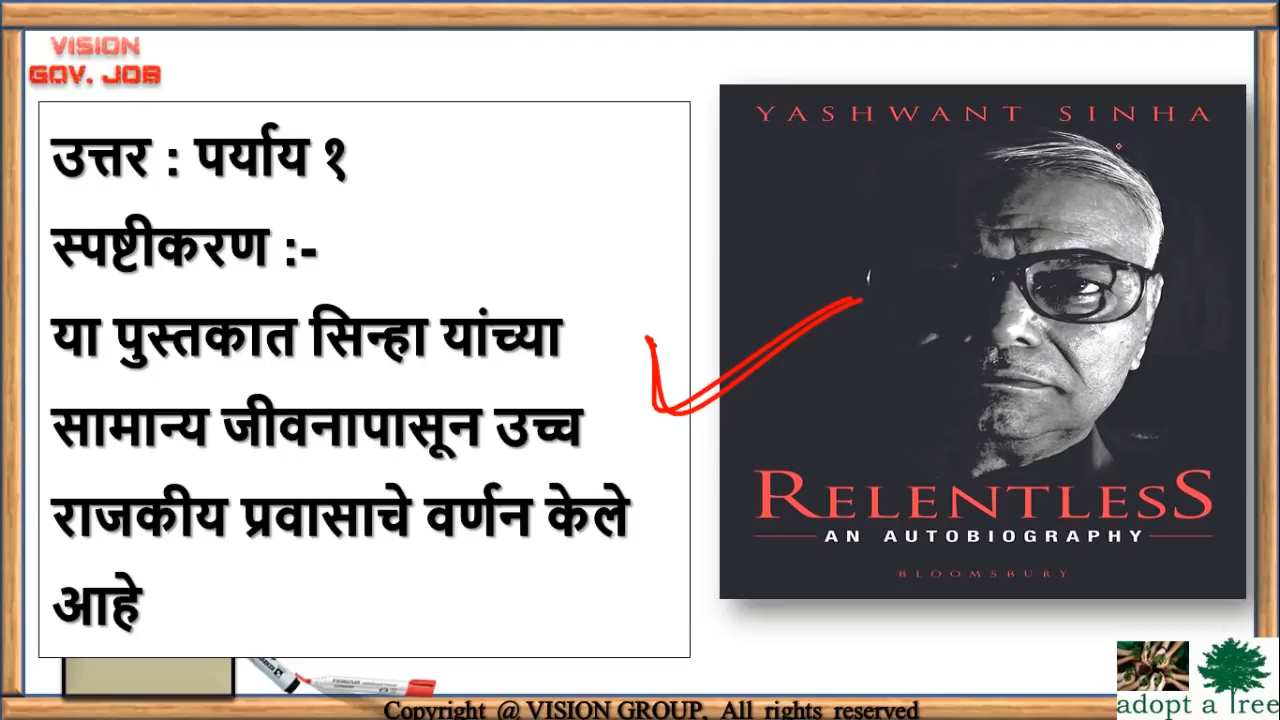 VISION
GOV. JOB
उत्तर : पर्याय १
स्पष्टीकरण :-
या पुस्तकात सिन्हा यांच्या
सामान्य जीवनापासून उच्च
राजकीय प्रवासाचे वर्णन केले
आहे
YASHWANT SINHA
RELENTLESS
AN AUTOBIOGRAPHY
BLOOMSBURY
adopt a Tree
Copyright @ VISION GROUP. All rights reserved